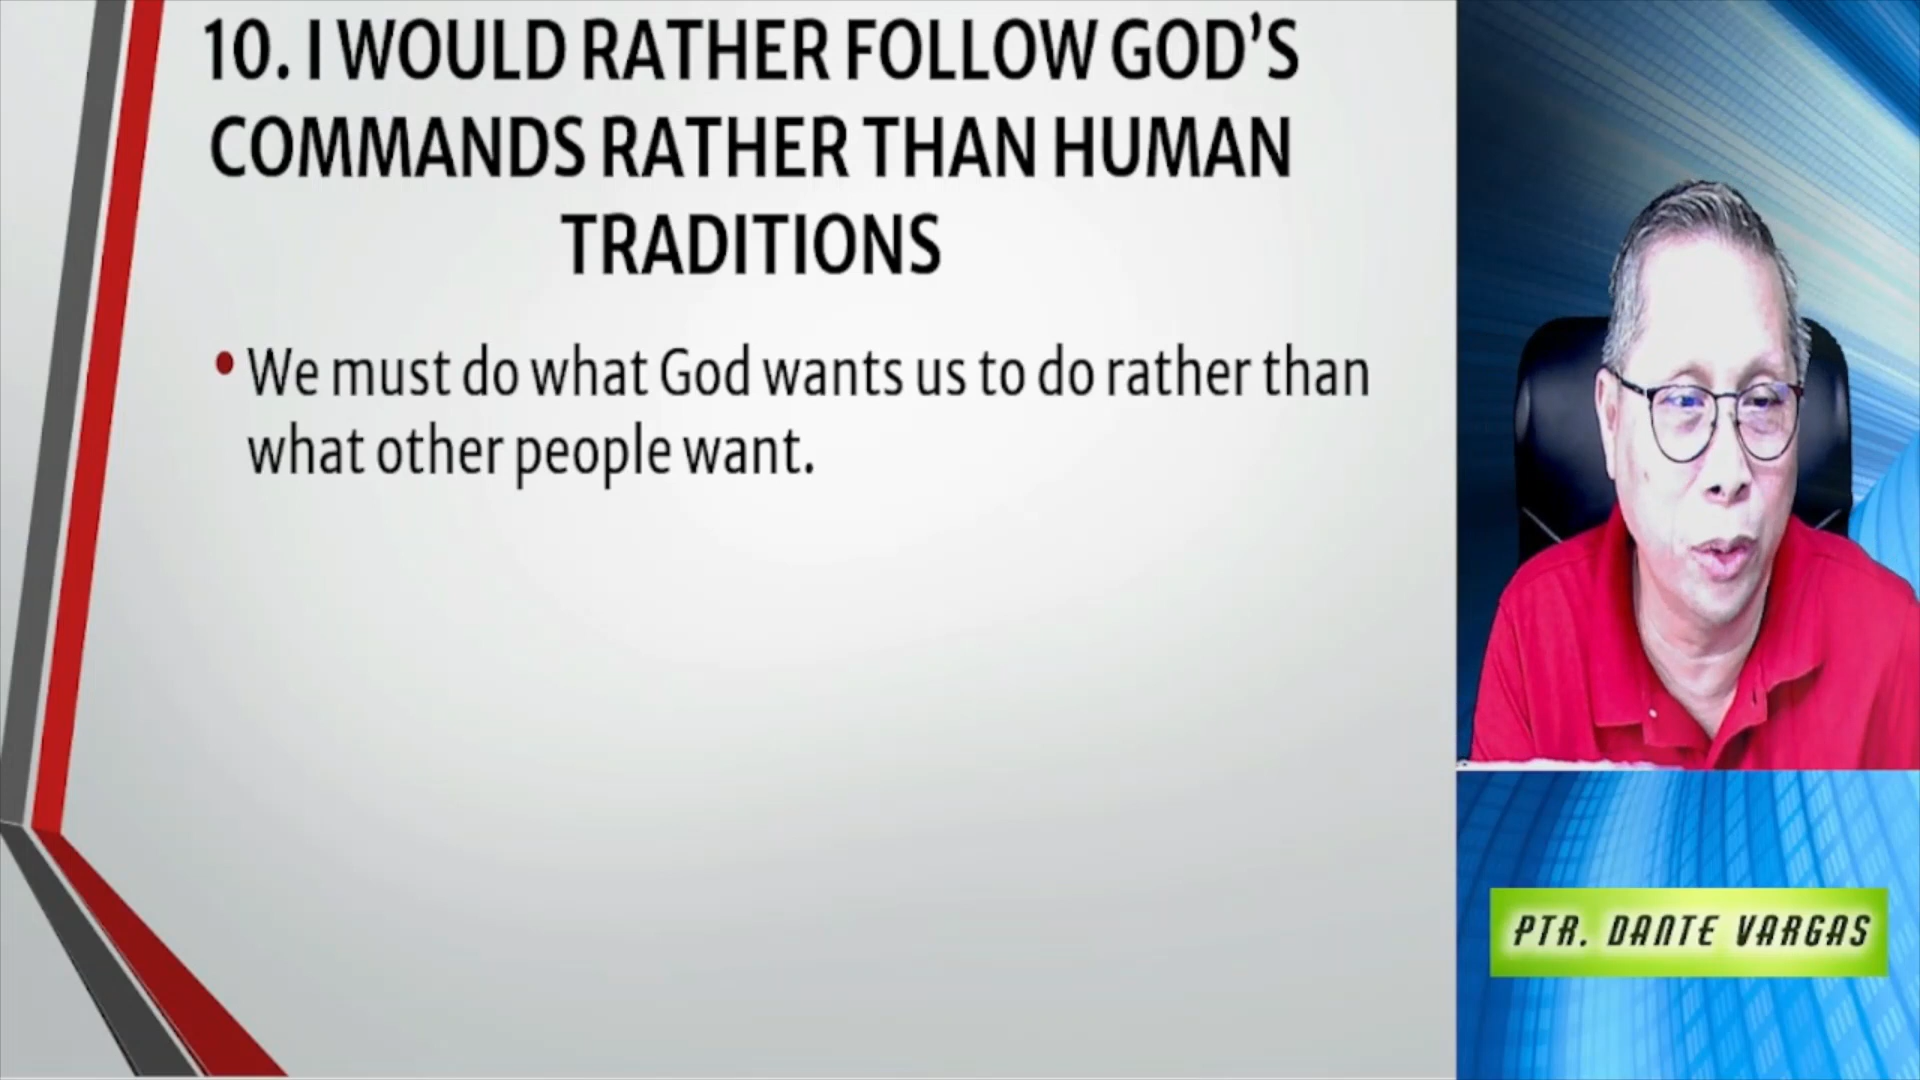 10. I WOULD RATHER FOLLOW GOD’S
COMMANDS RATHER THAN HUMAN
TRADITIONS
• We must do what God wants us to do rather than
what other people want.
PTR. DANTE VARGAS